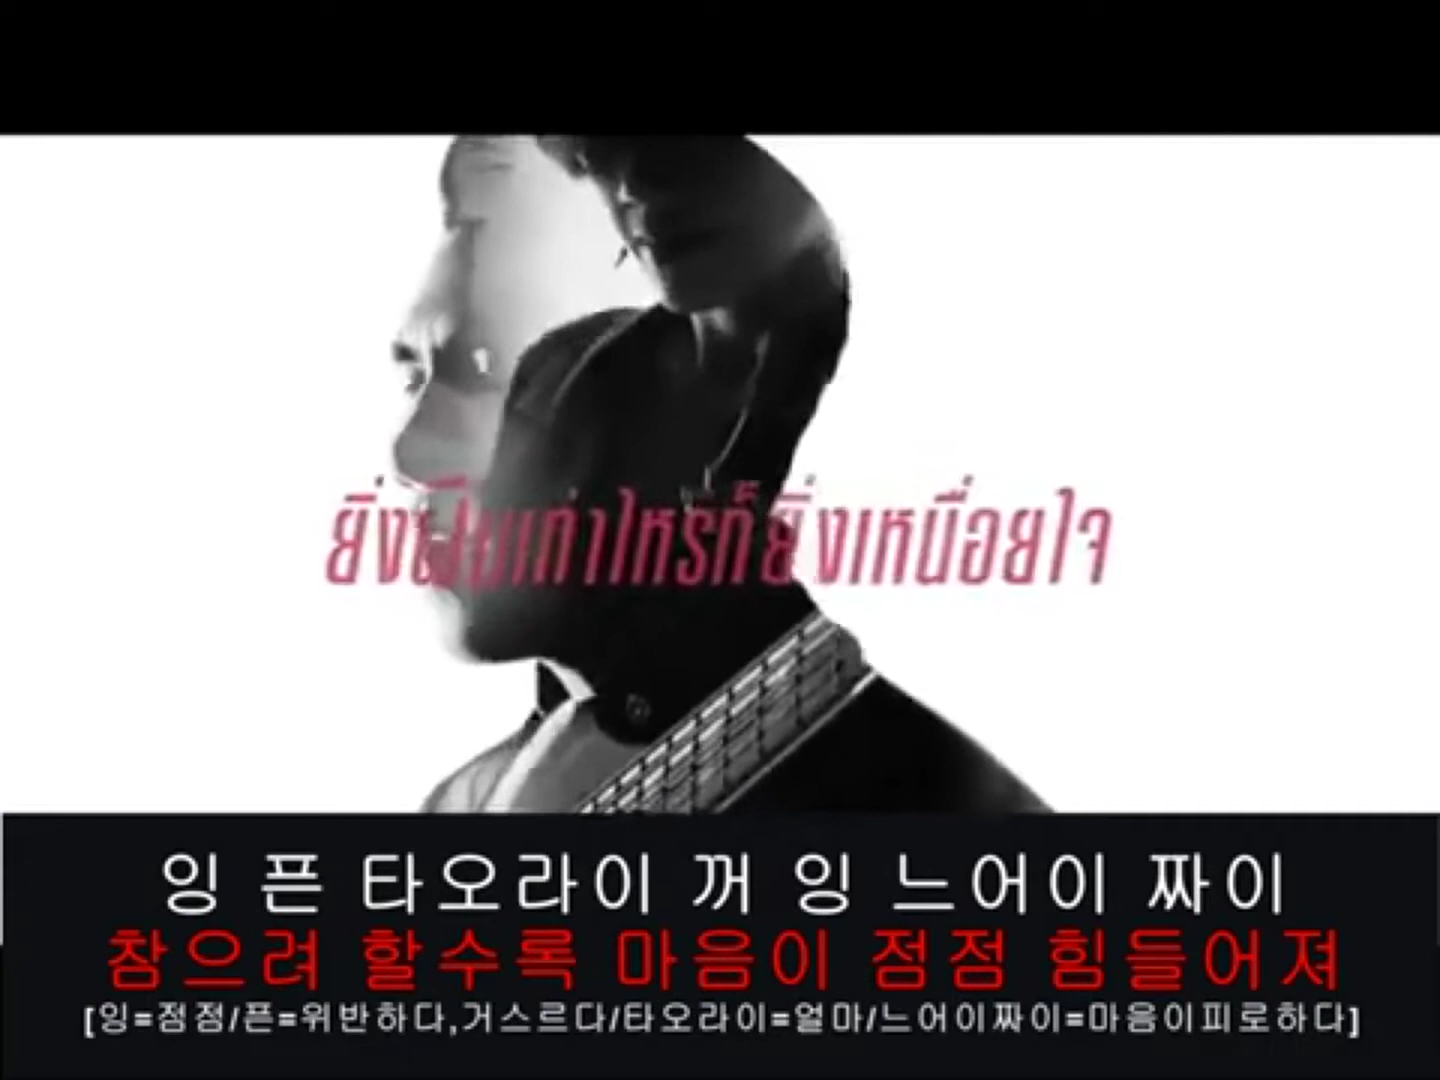 ยิ่งฝืนเท่าไหร่ก็ยิ่งเหนื่อยใจ
잉 픈 타오라이 꺼 잉 느어이 짜이
참으려 할수록 마음이 점점 힘들어져
[잉=점점/픈=위반하다,거스르다/타오라이=얼마/느어이짜이=마음이피로하다]